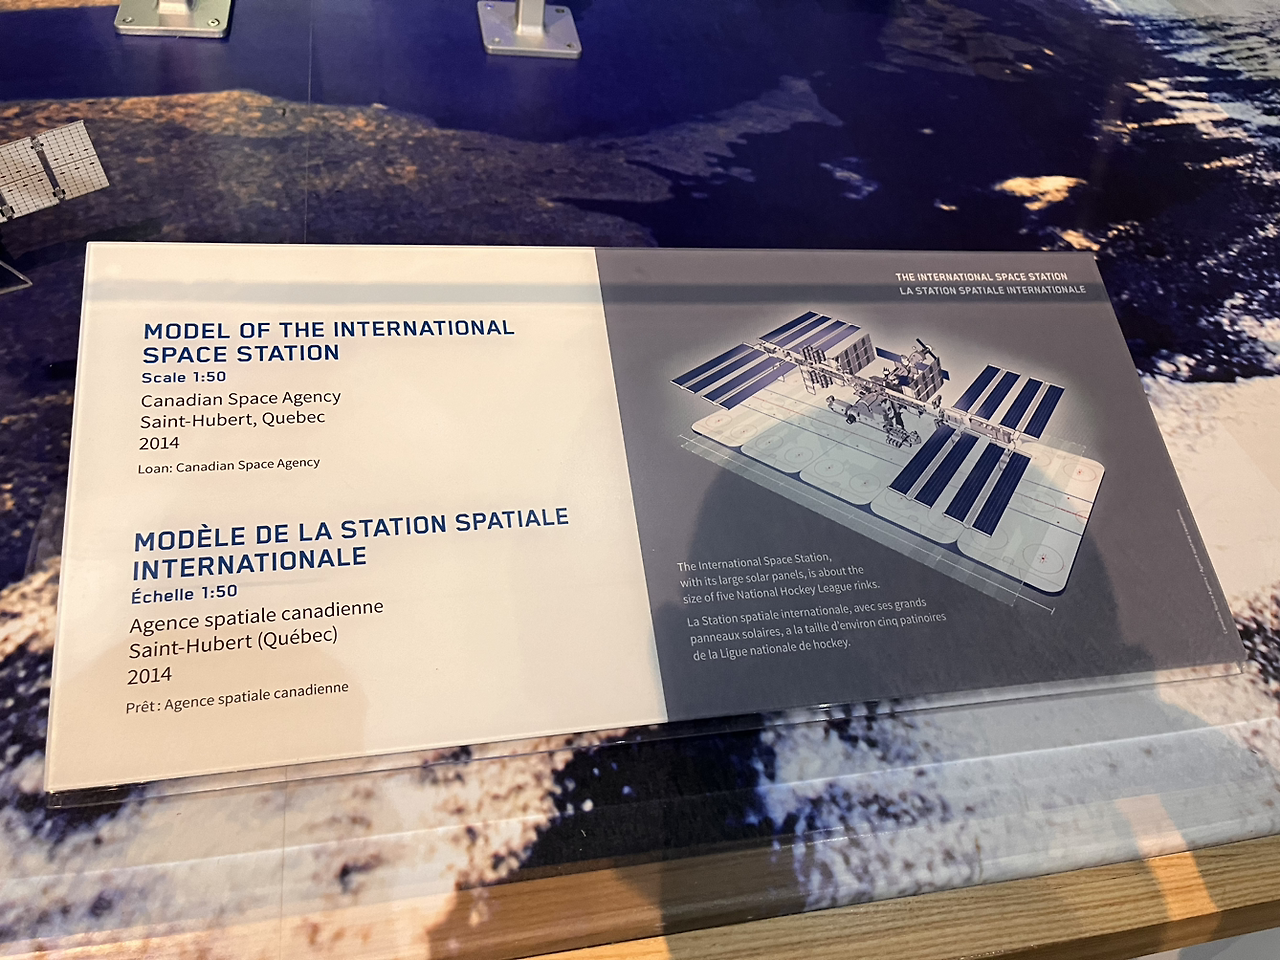 MODEL OF THE INTERNATIONAL
SPACE STATION
Scale 1:50
Canadian Space Agency
Saint-Hubert, Quebec
2014
Loan: Canadian Space Agency
MODÈLE DE LA STATION SPATIALE
INTERNATIONALE
Échelle 1:50
Agence spatiale canadienne
Saint-Hubert (Québec)
2014
Prêt : Agence spatiale canadienne
THE INTERNATIONAL SPACE STATION
LA STATION SPATIALE INTERNATIONALE
The International Space Station,
with its large solar panels, is about the
size of five National Hockey League rinks.
La Station spatiale internationale, avec ses grands
panneaux solaires, a la taille d'environ cinq patinoires
de la Ligue nationale de hockey.